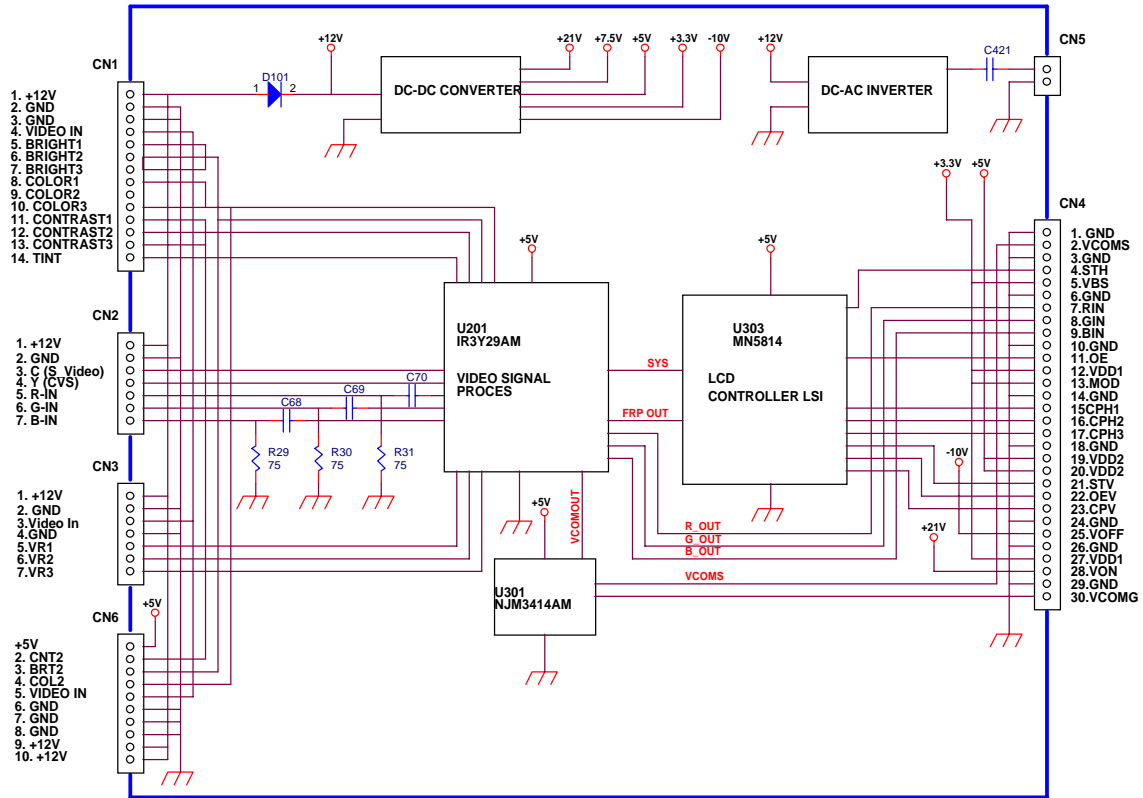 +12V
+21V
+7.5V
+5V
+3.3V
-10V
+12V
C421
CN5
CN1
D101
1
2
DC-DC CONVERTER
DC-AC INVERTER
1. +12V
2. GND
3. GND
4. VIDEO IN
5. BRIGHT1
6. BRIGHT2
7. BRIGHT3
8. COLOR1
9. COLOR2
10. COLOR3
11. CONTRAST1
12. CONTRAST2
13. CONTRAST3
14. TINT
+3.3V
+5V
CN4
+5V
+5V
1. GND
2.VCOMS
3.GND
4.STH
5.VBS
6.GND
7.RIN
8.GIN
9.BIN
10.GND
11.OE
12.VDD1
13.MOD
14.GND
15CPH1
16.CPH2
17.CPH3
18.GND
19.VDD2
20.VDD2
21.STV
22.OEV
23.CPV
24.GND
25.VOFF
26.GND
27.VDD1
28.VON
29.GND
30.VCOMG
CN2
1. +12V
2. GND
3. C (S_Video)
4. Y (CVS)
5. R-IN
6. G-IN
7. B-IN
C70
C69
C68
R29
75
R30
75
R31
75
U201
IR3Y29AM
VIDEO SIGNAL
PROCES
SYS
FRP OUT
U303
MN5814
LCD
CONTROLLER LSI
-10V
+21V
CN3
1. +12V
2. GND
3.Video In
4.GND
5.VR1
6.VR2
7.VR3
+5V
VCOMOUT
R_OUT
G_OUT
B_OUT
VCOMS
U301
NJM3414AM
CN6
+5V
+5V
2. CNT2
3. BRT2
4. COL2
5. VIDEO IN
6. GND
7. GND
8. GND
9. +12V
10. +12V